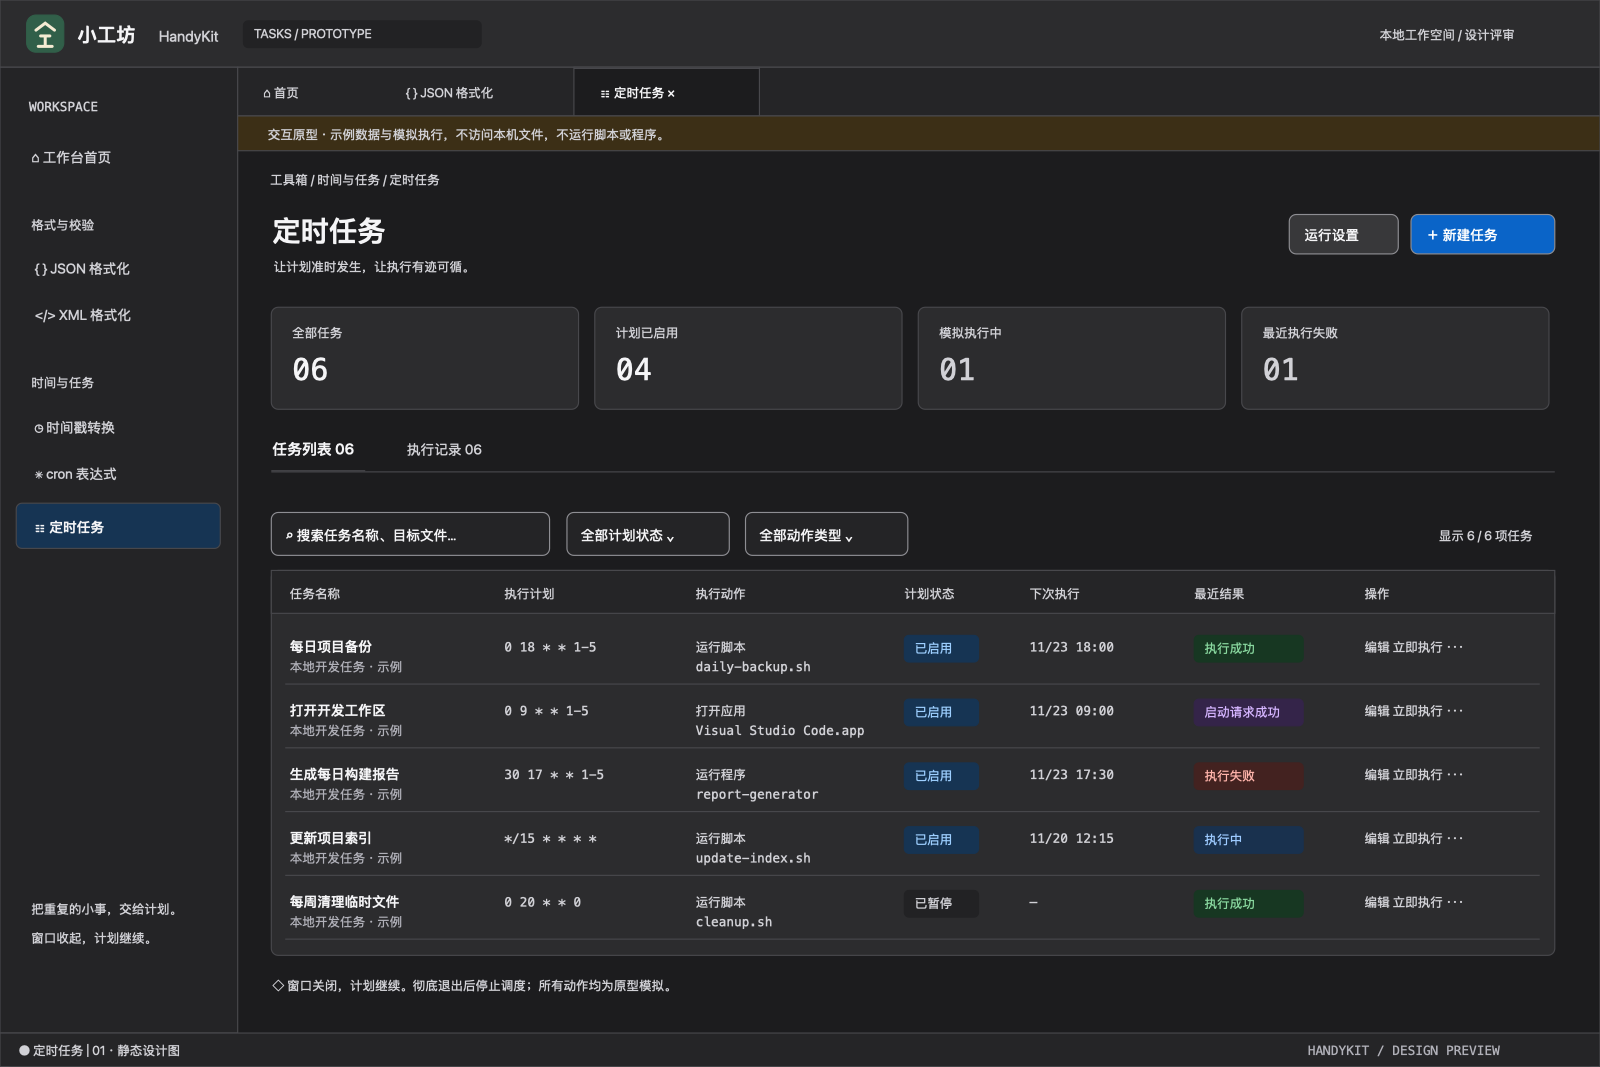 小工坊 HandyKit TASKS / PROTOTYPE 本地工作空间 / 设计评审
WORKSPACE
工作台首页
格式与校验
{ } JSON 格式化
</> XML 格式化
时间与任务
时间戳转换
cron 表达式
定时任务
把重复的小事，交给计划。
窗口收起，计划继续。
首页 { } JSON 格式化 定时任务 ×
交互原型 · 示例数据与模拟执行，不访问本机文件，不运行脚本或程序。
工具箱 / 时间与任务 / 定时任务
定时任务
让计划准时发生，让执行有迹可循。
运行设置 + 新建任务
全部任务 计划已启用 模拟执行中 最近执行失败
06 04 01 01
任务列表 06 执行记录 06
搜索任务名称、目标文件... 全部计划状态 全部动作类型 显示 6 / 6 项任务
任务名称 执行计划 执行动作 计划状态 下次执行 最近结果 操作
每日项目备份 0 18 * * 1-5 运行脚本 已启用 11/23 18:00 执行成功 编辑 立即执行 ···
本地开发任务 · 示例 daily-backup.sh
打开开发工作区 0 9 * * 1-5 打开应用 已启用 11/23 09:00 启动请求成功 编辑 立即执行 ···
本地开发任务 · 示例 Visual Studio Code.app
生成每日构建报告 30 17 * * 1-5 运行程序 已启用 11/23 17:30 执行失败 编辑 立即执行 ···
本地开发任务 · 示例 report-generator
更新项目索引 */15 * * * * 运行脚本 已启用 11/20 12:15 执行中 编辑 立即执行 ···
本地开发任务 · 示例 update-index.sh
每周清理临时文件 0 20 * * 0 运行脚本 已暂停 — 执行成功 编辑 立即执行 ···
本地开发任务 · 示例 cleanup.sh
◇ 窗口关闭，计划继续。彻底退出后停止调度；所有动作均为原型模拟。
● 定时任务 | 01 · 静态设计图 HANDYKIT / DESIGN PREVIEW